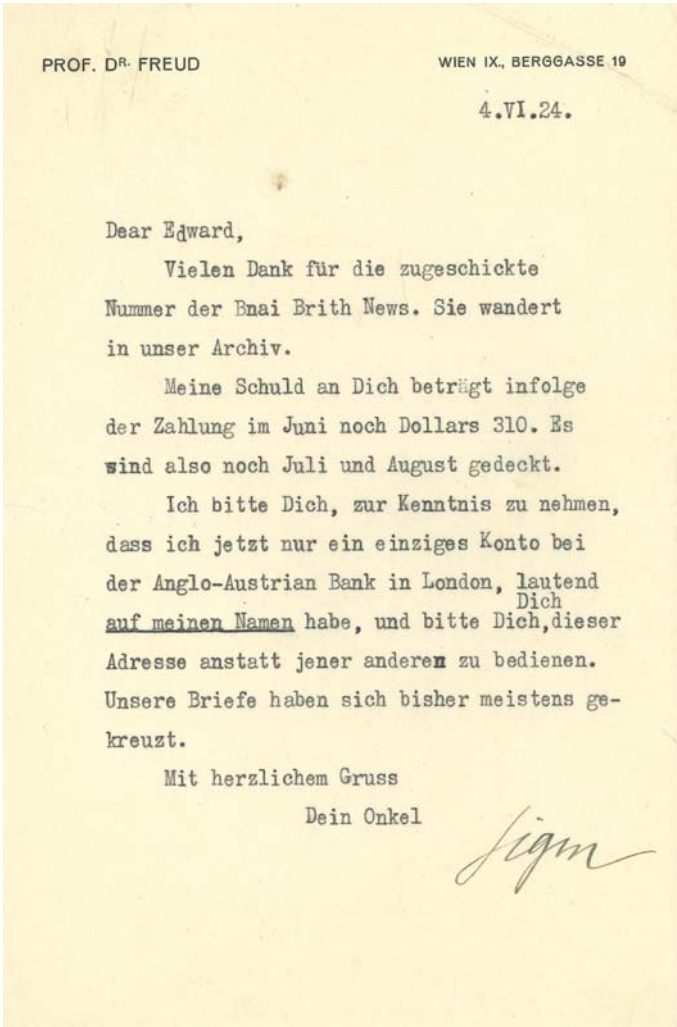 PROF. DR. FREUD
WIEN IX., BERGGASSE 19
4.VI.24.
Dear Edward,
Vielen Dank für die zugeschickte
Nummer der Bnai Brith News. Sie wandert
in unser Archiv.
Meine Schuld an Dich beträgt infolge
der Zahlung im Juni noch Dollars 310. Es
sind also noch Juli und August gedeckt.
Ich bitte Dich, zur Kenntnis zu nehmen,
dass ich jetzt nur ein einziges Konto bei
der Anglo-Austrian Bank in London, lautend
Dich
auf meinen Namen habe, und bitte Dich,dieser
Adresse anstatt jener anderen zu bedienen.
Unsere Briefe haben sich bisher meistens ge-
kreuzt.
Mit herzlichem Gruss
Dein Onkel
Sigm